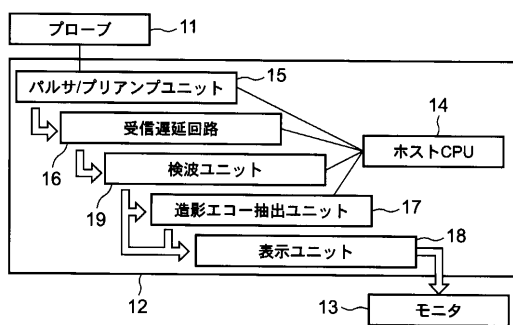 プローブ
11
パルサ/プリアンプユニット
15
受信遅延回路
16
14
ホストCPU
検波ユニット
19
造影エコー抽出ユニット
17
表示ユニット
18
12
13
モニタ